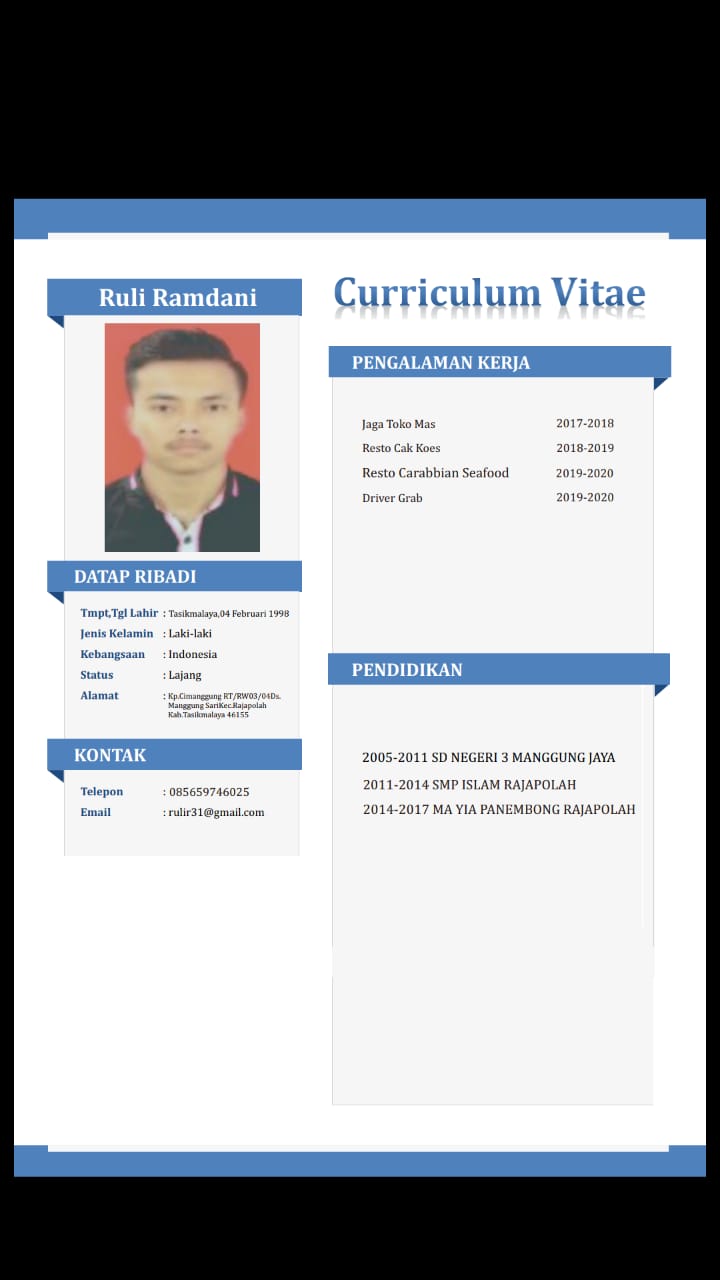 Ruli Ramdani
DATAP RIBADI
Tmpt,Tgl Lahir : Tasikmalaya,04 Februari 1998
Jenis Kelamin : Laki-laki
Kebangsaan : Indonesia
Status : Lajang
Alamat : Kp.Cimanggung RT/RW03/04Ds.
Manggung SariKec.Rajapolah
Kab.Tasikmalaya 46155
KONTAK
Telepon : 085659746025
Email : rulir31@gmail.com
Curriculum Vitae
PENGALAMAN KERJA
Jaga Toko Mas 2017-2018
Resto Cak Koes 2018-2019
Resto Carabbian Seafood 2019-2020
Driver Grab 2019-2020
PENDIDIKAN
2005-2011 SD NEGERI 3 MANGGUNG JAYA
2011-2014 SMP ISLAM RAJAPOLAH
2014-2017 MA YIA PANEMBONG RAJAPOLAH